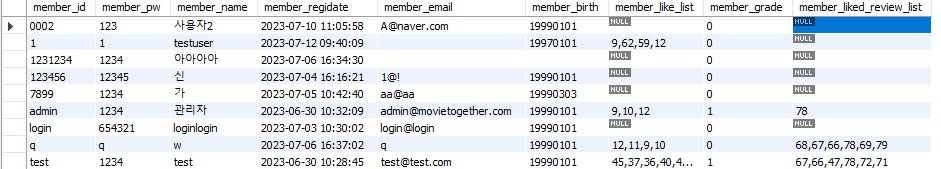 member_id member_pw member_name member_regidate member_email member_birth member_like_list member_grade member_liked_review_list
0002 123 사용자2 2023-07-10 11:05:58 A@naver.com 19990101 NULL 0 NULL
1 1 testuser 2023-07-12 09:40:09 19970101 9,62,59,12 0 NULL
1231234 1234 아아아아 2023-07-06 16:34:30 NULL 0 NULL
123456 12345 신 2023-07-04 16:16:21 1@! 19990101 NULL 0 NULL
7899 1234 가 2023-07-05 10:42:40 aa@aa 19990303 NULL 0 NULL
admin 1234 관리자 2023-06-30 10:32:09 admin@movietogether.com 19990101 9,10,12 1 78
login 654321 loginlogin 2023-07-03 10:30:02 login@login 19990101 NULL 0 NULL
q q w 2023-07-06 16:37:02 q 19990101 12,11,9,10 0 68,67,66,78,69,79
test 1234 test 2023-06-30 10:28:45 test@test.com 19990101 45,37,36,40,4... 1 67,66,47,78,72,71